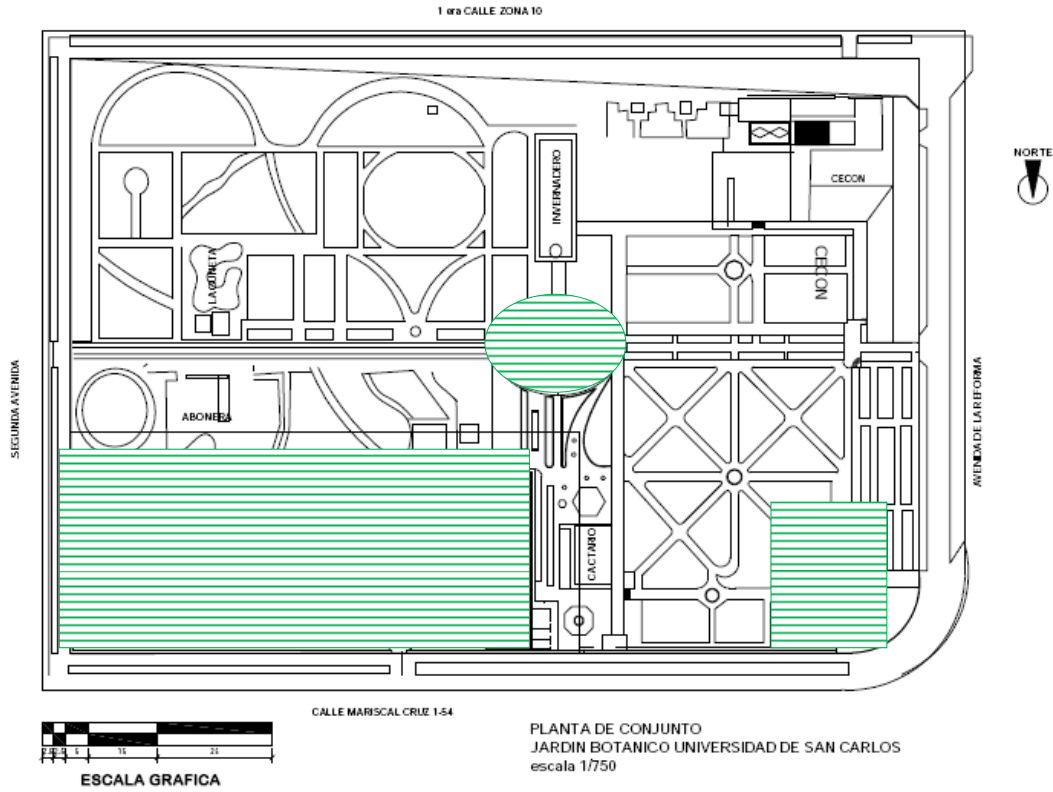 1 era CALLE ZONA 10
NORTE
INVERNADERO
CECON
CECON
LAGUNETA
SEGUNDA AVENIDA
AVENIDA DE LA REFORMA
ABONERA
CACTARIO
CALLE MARISCAL CRUZ 1-54
5 15 25
ESCALA GRAFICA
PLANTA DE CONJUNTO
JARDIN BOTANICO UNIVERSIDAD DE SAN CARLOS
escala 1/750